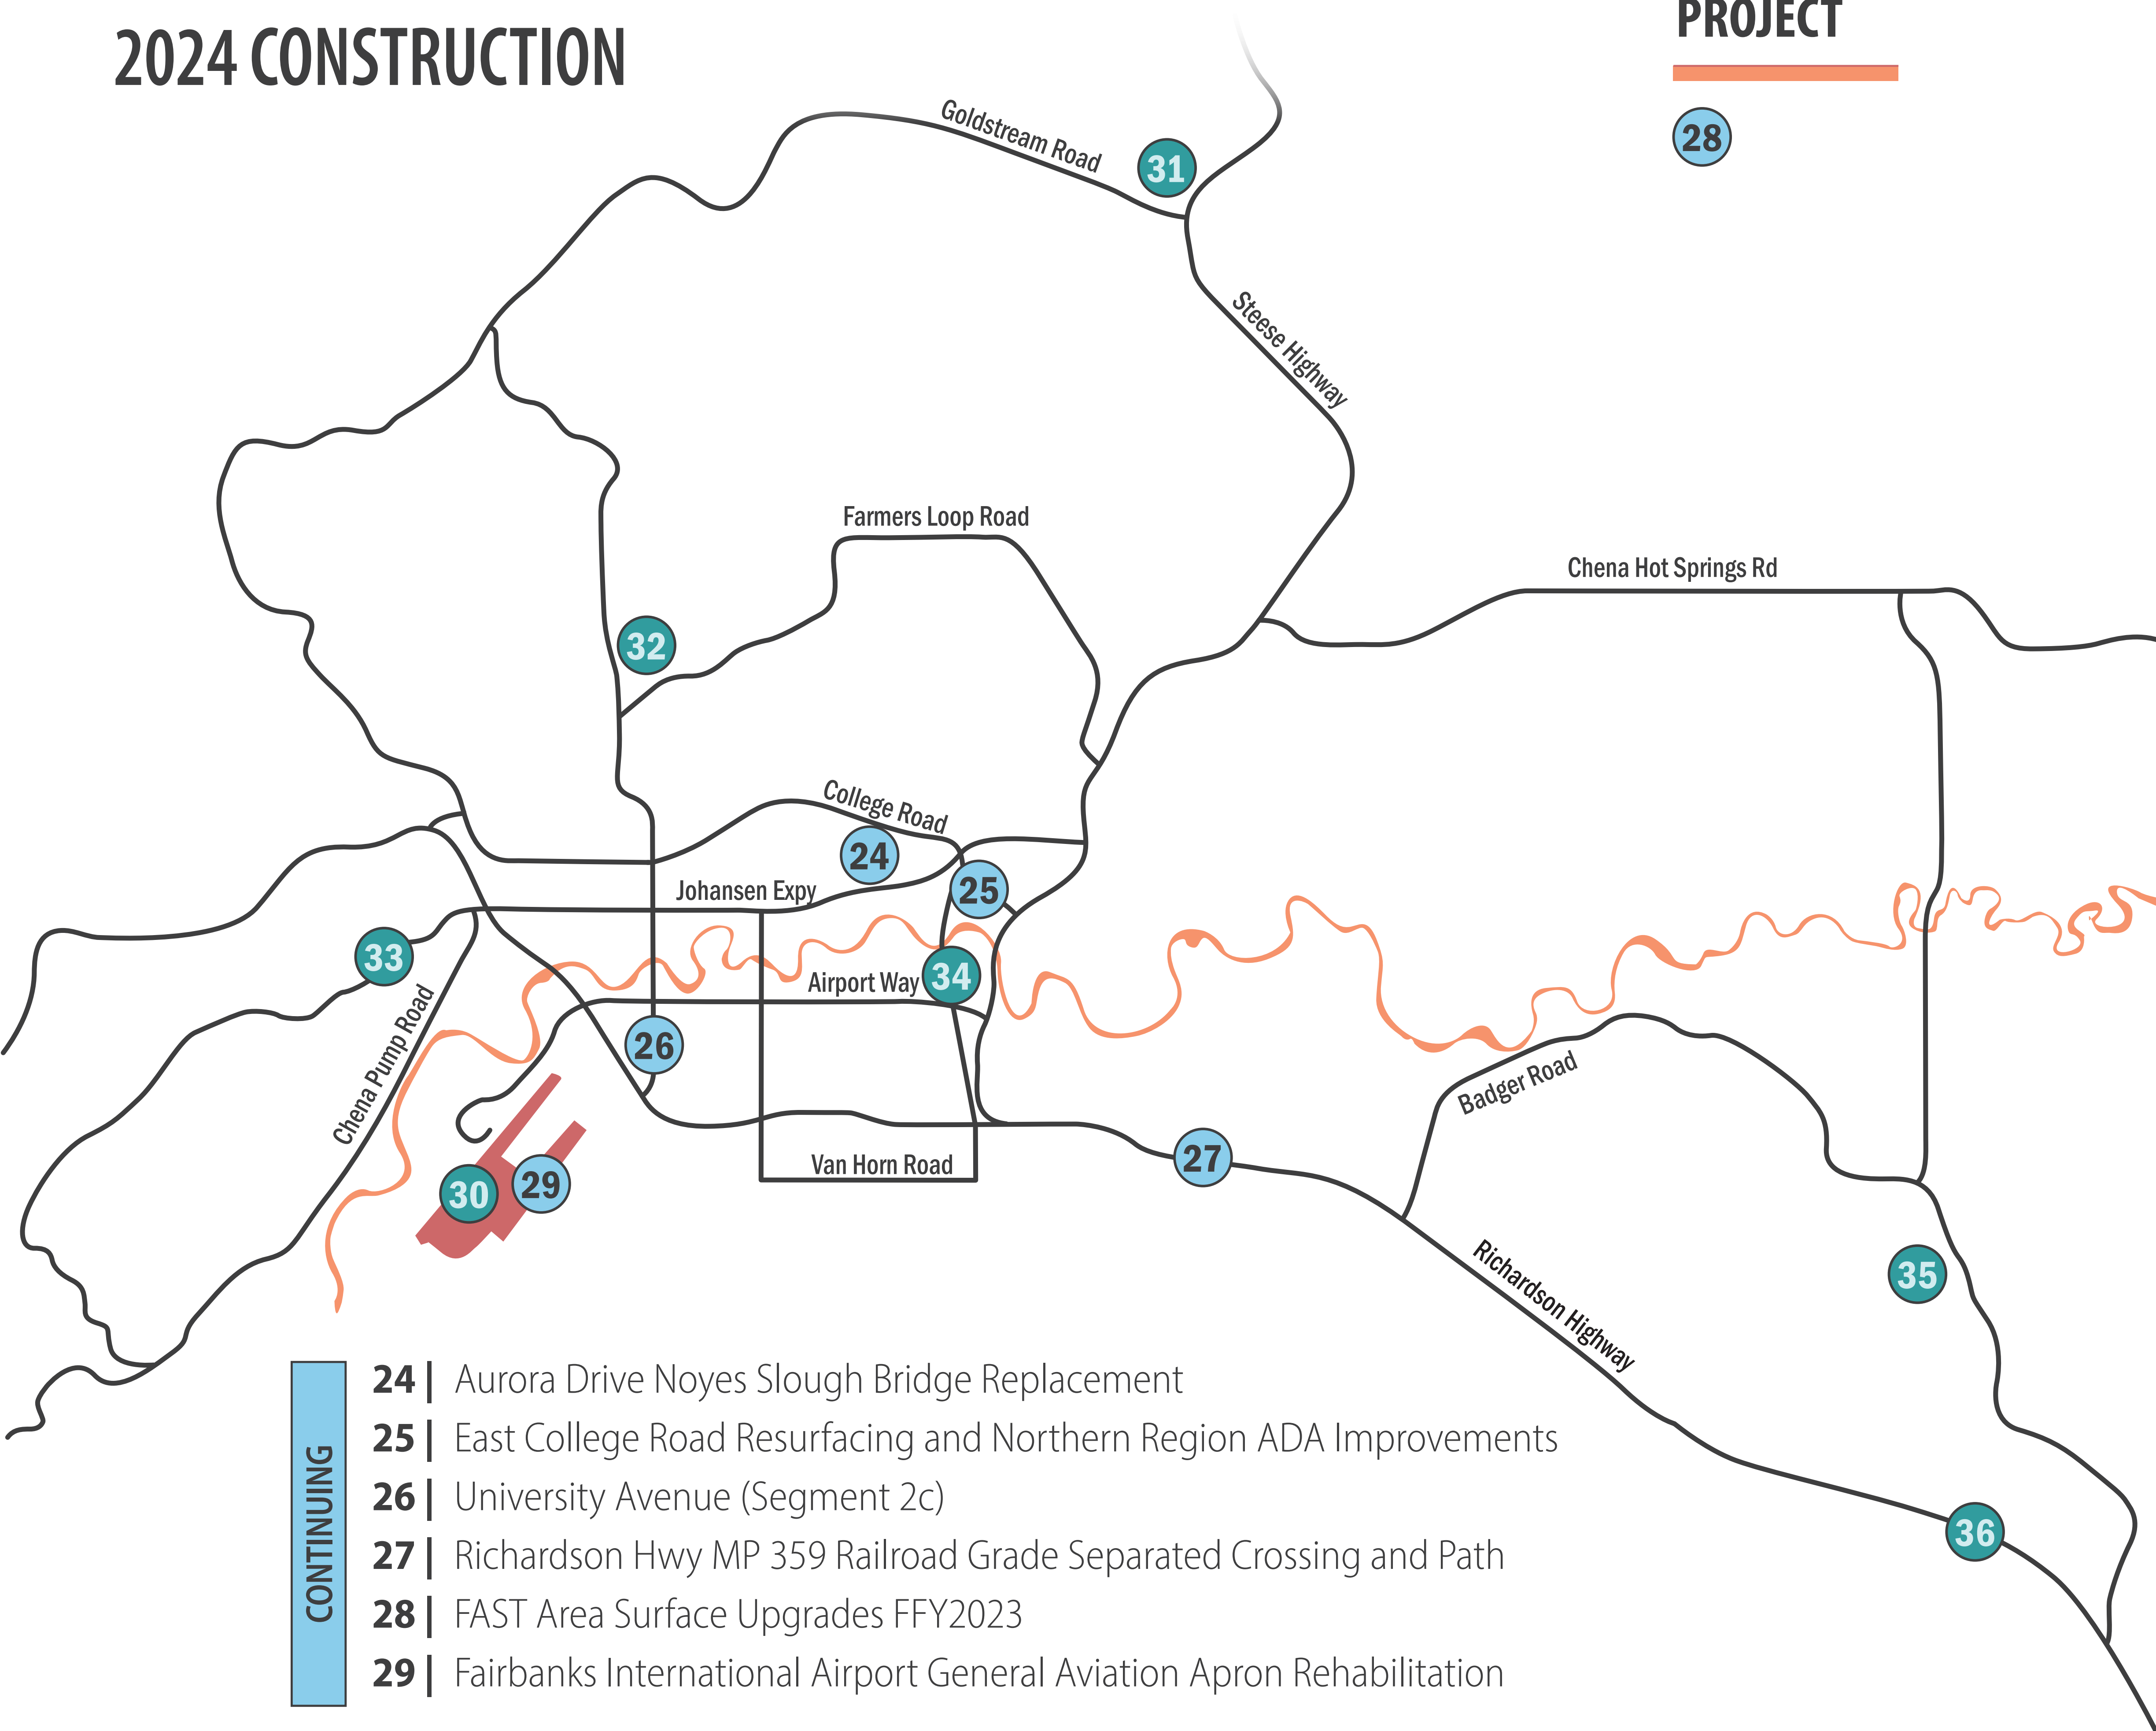 PROJECT
2024 CONSTRUCTION
28
Goldstream Road
31
Steese Highway
Farmers Loop Road
Chena Hot Springs Rd
32
College Road
24
Johansen Expy
25
33
Airport Way
34
Chena Pump Road
26
Badger Road
27
Van Horn Road
30
29
35
Richardson Highway
36
CONTINUING
24 | Aurora Drive Noyes Slough Bridge Replacement
25 | East College Road Resurfacing and Northern Region ADA Improvements
26 | University Avenue (Segment 2c)
27 | Richardson Hwy MP 359 Railroad Grade Separated Crossing and Path
28 | FAST Area Surface Upgrades FFY2023
29 | Fairbanks International Airport General Aviation Apron Rehabilitation